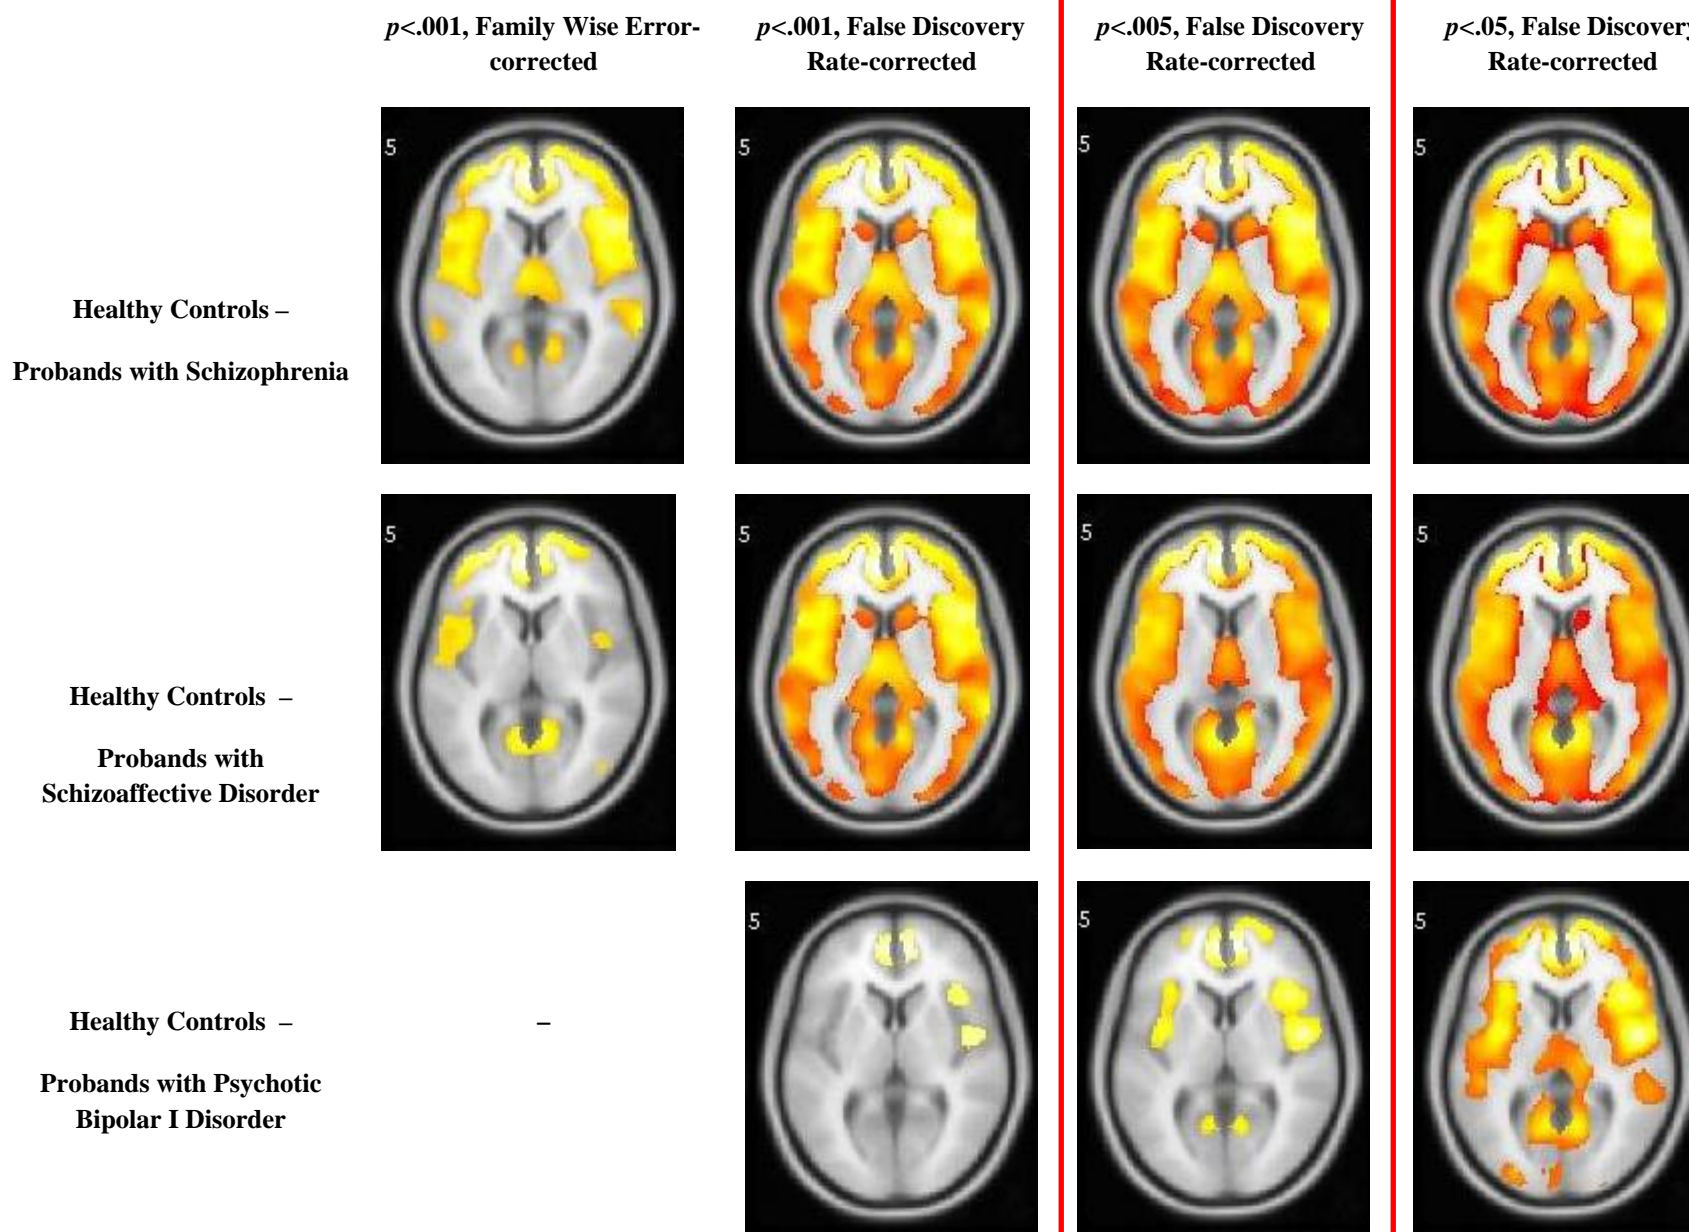 p<.001, Family Wise Error-
corrected
p<.001, False Discovery
Rate-corrected
p<.005, False Discovery
Rate-corrected
p<.05, False Discovery
Rate-corrected
5
5
5
5
Healthy Controls –
Probands with Schizophrenia
5
5
5
5
Healthy Controls –
Probands with
Schizoaffective Disorder
5
5
5
Healthy Controls –
–
Probands with Psychotic
Bipolar I Disorder